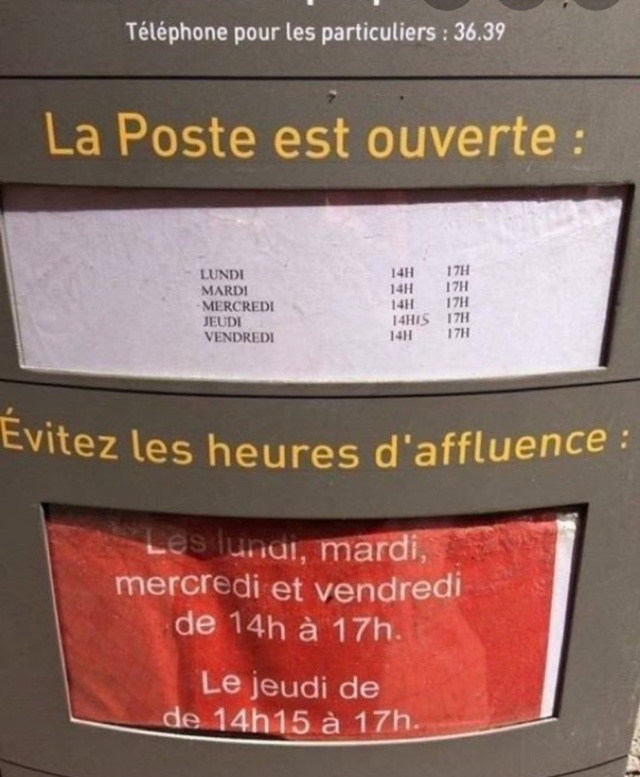 Téléphone pour les particuliers : 36.39
La Poste est ouverte :
LUNDI 14H 17H
MARDI 14H 17H
MERCREDI 14H 17H
JEUDI 14H15 17H
VENDREDI 14H 17H
Évitez les heures d'affluence :
Les lundi, mardi,
mercredi et vendredi
de 14h à 17h.
Le jeudi de
de 14h15 à 17h.